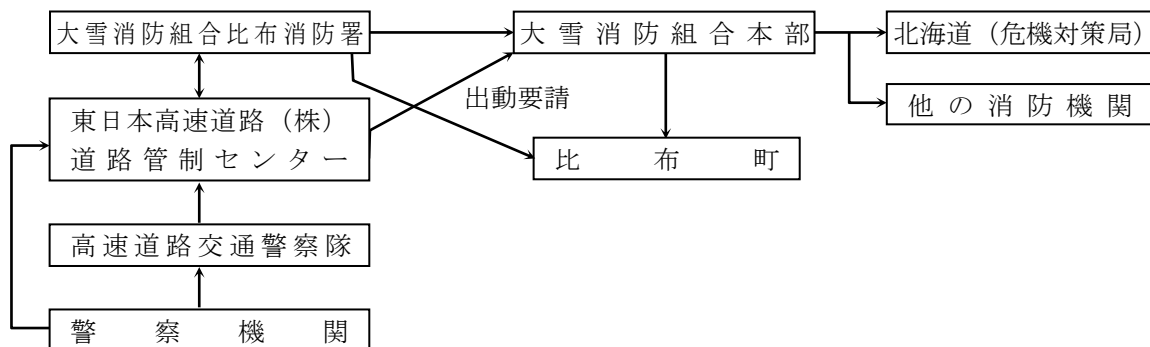 大雪消防組合比布消防署
大雪消防組合本部
北海道（危機対策局）
他の消防機関
出動要請
東日本高速道路（株）
道路管制センター
比布町
高速道路交通警察隊
警察機関